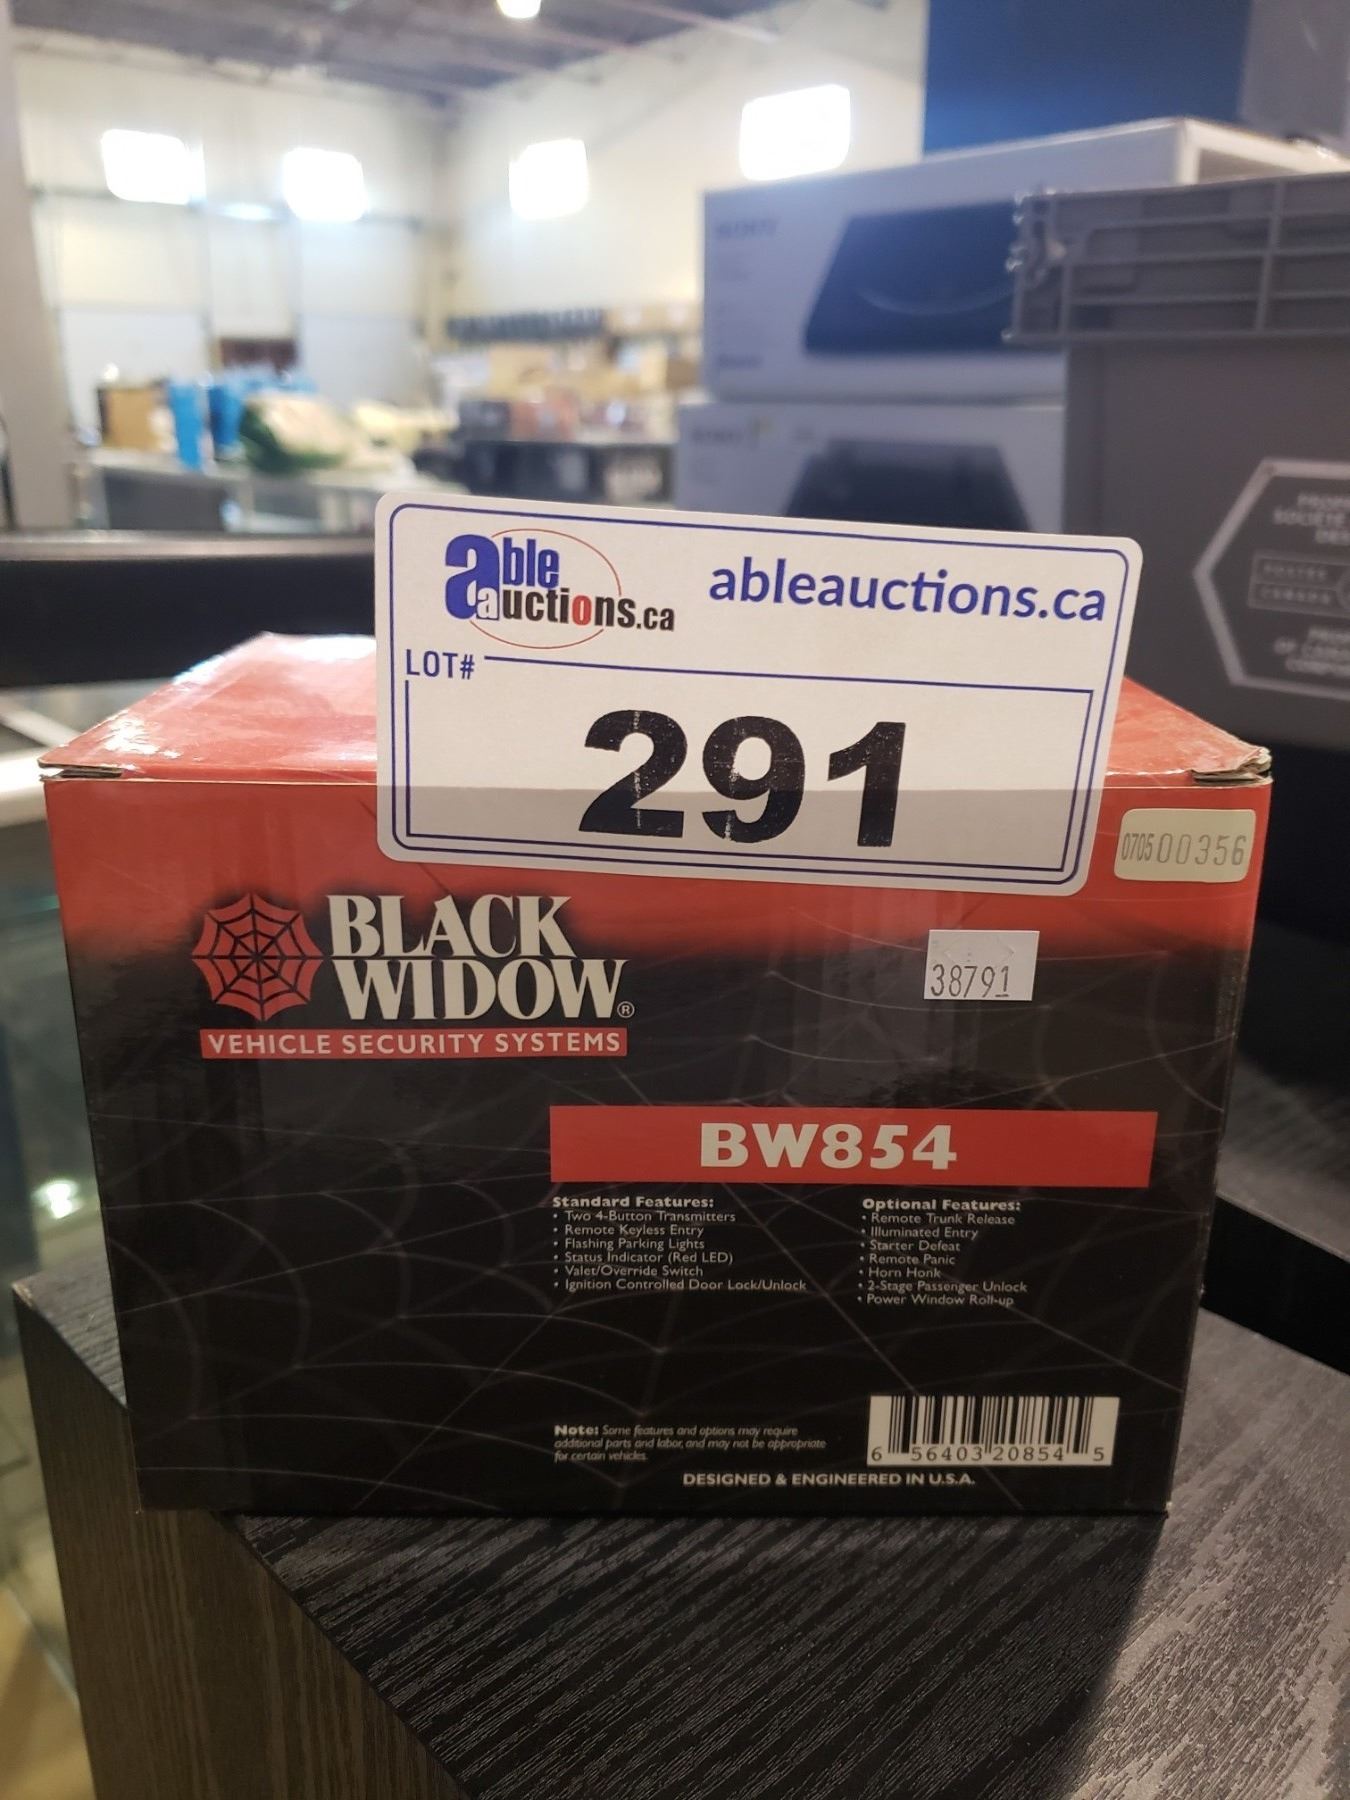 able
auctions.ca
ableauctions.ca
LOT#
291
070500356
BLACK
WIDOW®
VEHICLE SECURITY SYSTEMS
38791
BW854
Standard Features:
• Two 4-Button Transmitters
• Remote Keyless Entry
• Flashing Parking Lights
• Status Indicator (Red LED)
• Valet/Override Switch
• Ignition Controlled Door Lock/Unlock
Optional Features:
• Remote Trunk Release
• Illuminated Entry
• Starter Defeat
• Remote Panic
• Horn Honk
• 2-Stage Passenger Unlock
• Power Window Roll-up
Note: Some features and options may require
additional parts and labor, and may not be appropriate
for certain vehicles.
6 56403 20854 5
DESIGNED & ENGINEERED IN U.S.A.